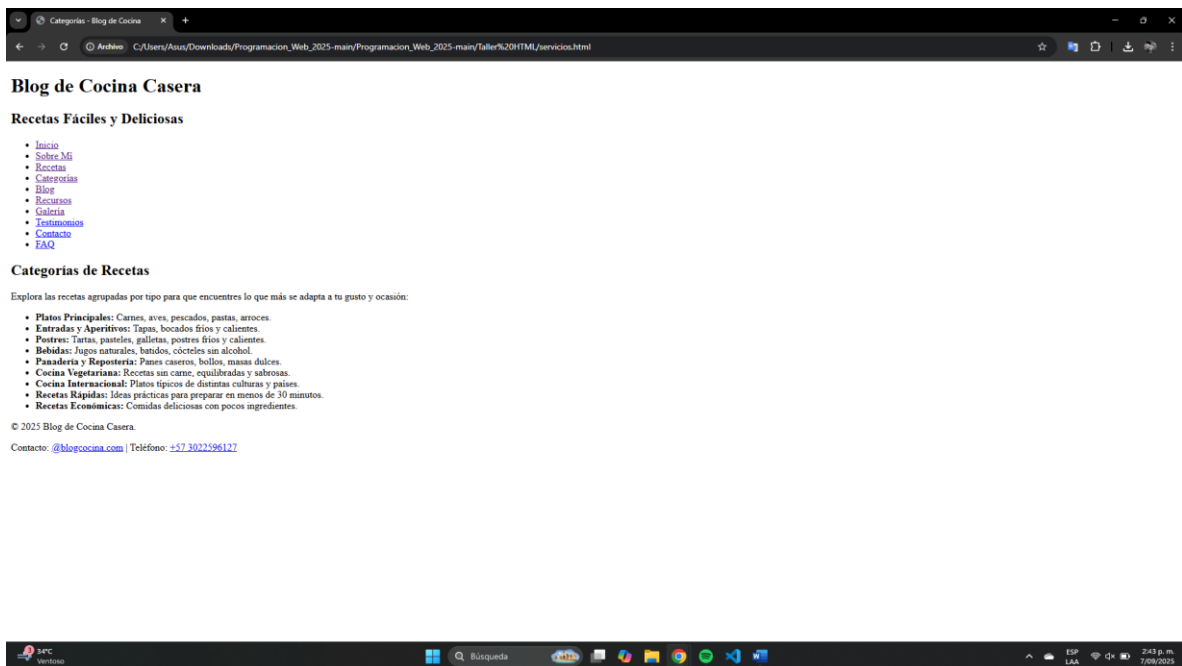 Categorías - Blog de Cocina
Archivo C:/Users/Asus/Downloads/Programacion_Web_2025-main/Programacion_Web_2025-main/Taller%20HTML/servicios.html
Blog de Cocina Casera
Recetas Fáciles y Deliciosas
Inicio
Sobre Mí
Recetas
Categorías
Blog
Recursos
Galería
Testimonios
Contacto
FAQ
Categorías de Recetas
Explora las recetas agrupadas por tipo para que encuentres lo que más se adapta a tu gusto y ocasión:
Platos Principales: Carnes, aves, pescados, pastas, arroces.
Entradas y Aperitivos: Tapas, bocados fríos y calientes.
Postres: Tartas, pasteles, galletas, postres fríos y calientes.
Bebidas: Jugos naturales, batidos, cócteles sin alcohol.
Panadería y Repostería: Panes caseros, bollos, masas dulces.
Cocina Vegetariana: Recetas sin carne, equilibradas y sabrosas.
Cocina Internacional: Platos típicos de distintas culturas y países.
Recetas Rápidas: Ideas prácticas para preparar en menos de 30 minutos.
Recetas Económicas: Comidas deliciosas con pocos ingredientes.
© 2025 Blog de Cocina Casera.
Contacto: @blogcocina.com | Teléfono: +57 3022596127
34°C
Ventoso
Búsqueda
ESP
LAA
2:43 p. m.
7/09/2025